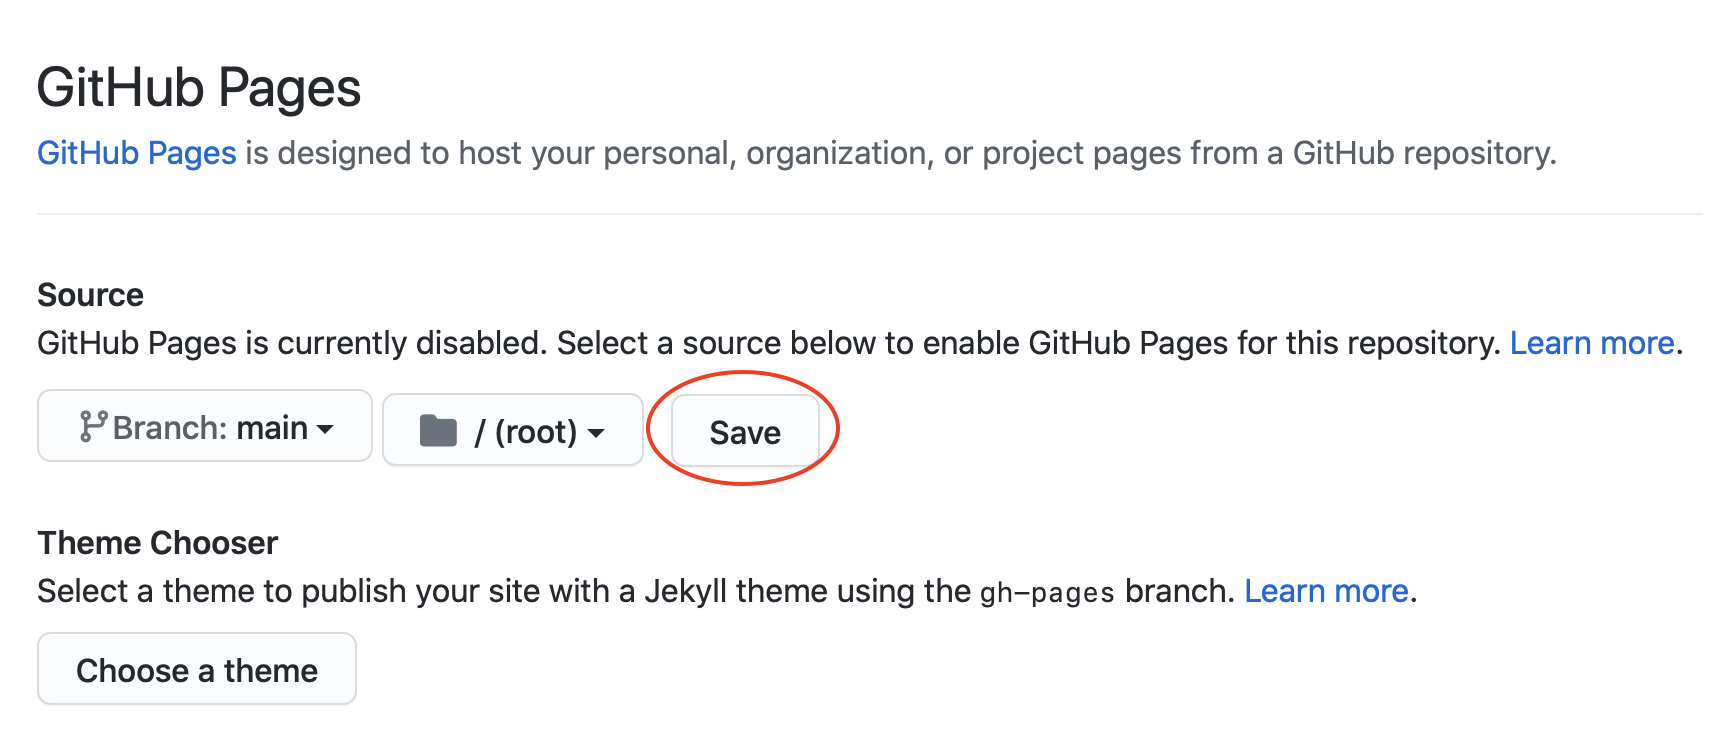 GitHub Pages
GitHub Pages is designed to host your personal, organization, or project pages from a GitHub repository.
Source
GitHub Pages is currently disabled. Select a source below to enable GitHub Pages for this repository. Learn more.
Branch: main / (root) Save
Theme Chooser
Select a theme to publish your site with a Jekyll theme using the gh-pages branch. Learn more.
Choose a theme